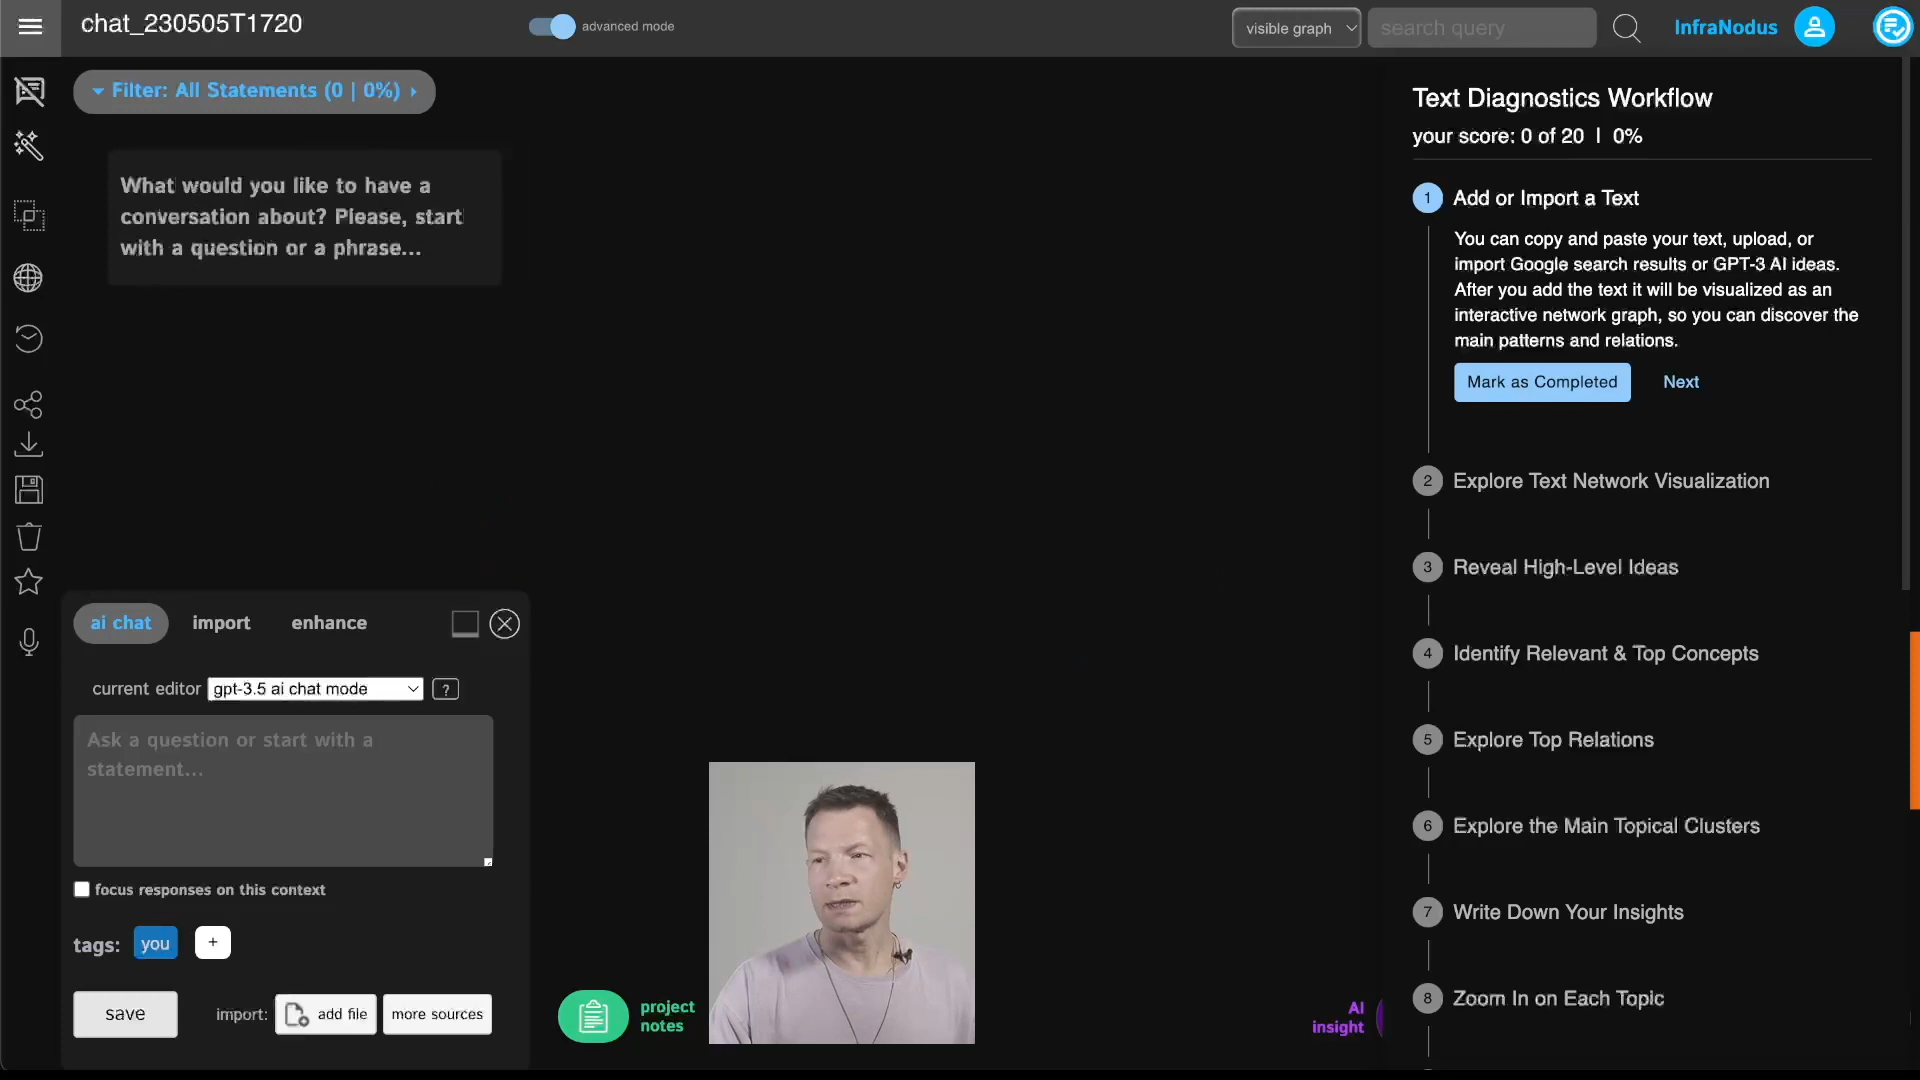 chat_230505T1720
advanced mode
visible graph
search query
InfraNodus
Filter: All Statements (0 | 0%)
What would you like to have a
conversation about? Please, start
with a question or a phrase...
ai chat
import
enhance
current editor
gpt-3.5 ai chat mode
?
Ask a question or start with a
statement...
focus responses on this context
tags:
you
+
save
import:
add file
more sources
project
notes
AI
insight
Text Diagnostics Workflow
your score: 0 of 20 | 0%
1 Add or Import a Text
You can copy and paste your text, upload, or
import Google search results or GPT-3 AI ideas.
After you add the text it will be visualized as an
interactive network graph, so you can discover the
main patterns and relations.
Mark as Completed
Next
2 Explore Text Network Visualization
3 Reveal High-Level Ideas
4 Identify Relevant & Top Concepts
5 Explore Top Relations
6 Explore the Main Topical Clusters
7 Write Down Your Insights
8 Zoom In on Each Topic